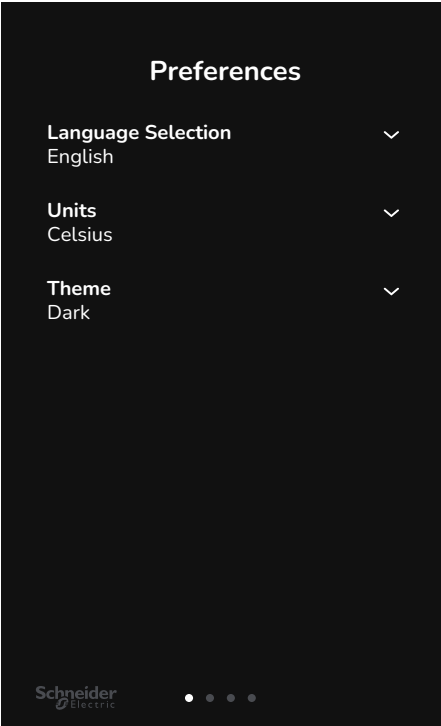 Preferences
Language Selection
English
Units
Celsius
Theme
Dark
Schneider
Electric